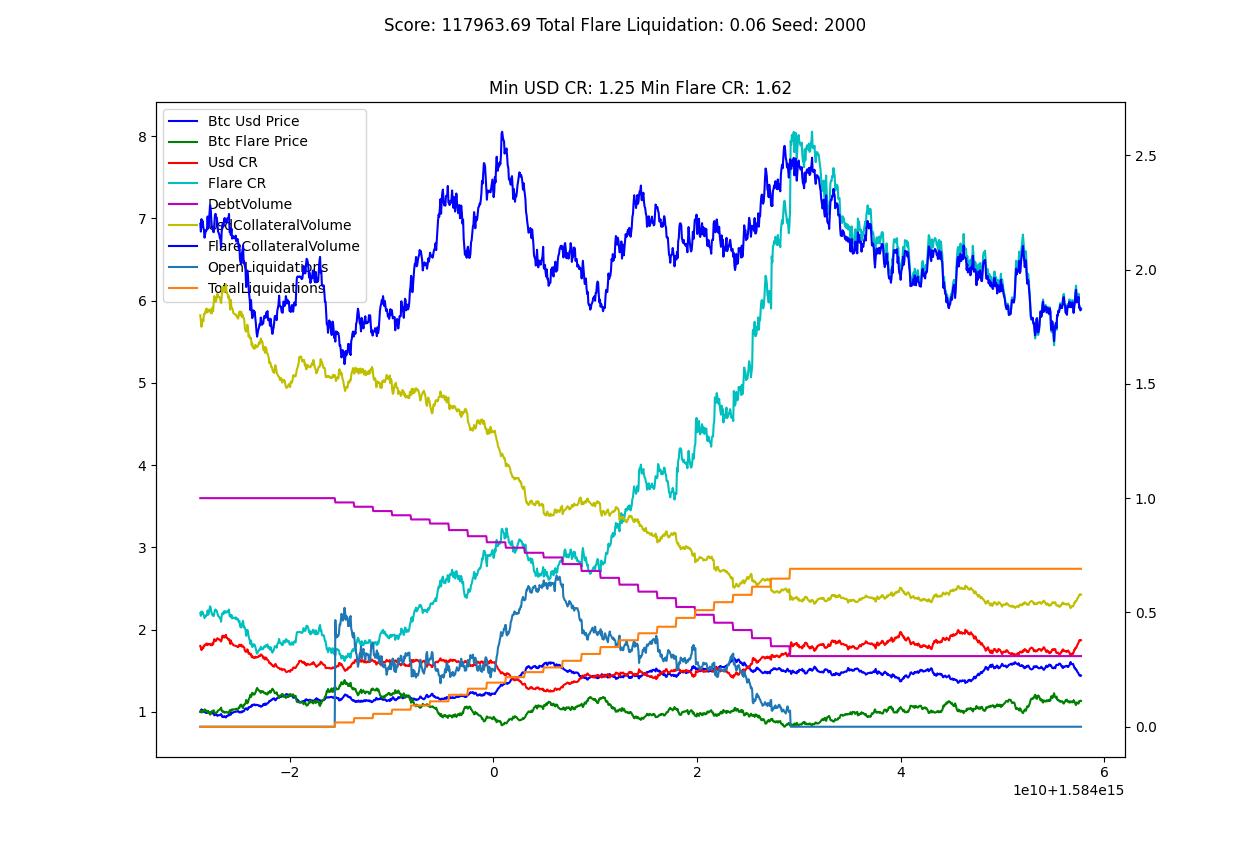 Score: 117963.69 Total Flare Liquidation: 0.06 Seed: 2000
Min USD CR: 1.25 Min Flare CR: 1.62
Btc Usd Price
Btc Flare Price
Usd CR
Flare CR
DebtVolume
UsdCollateralVolume
FlareCollateralVolume
OpenLiquidations
TotalLiquidations
8
7
6
5
4
3
2
1
2.5
2.0
1.5
1.0
0.5
0.0
−2
0
2
4
6
1e10+1.584e15